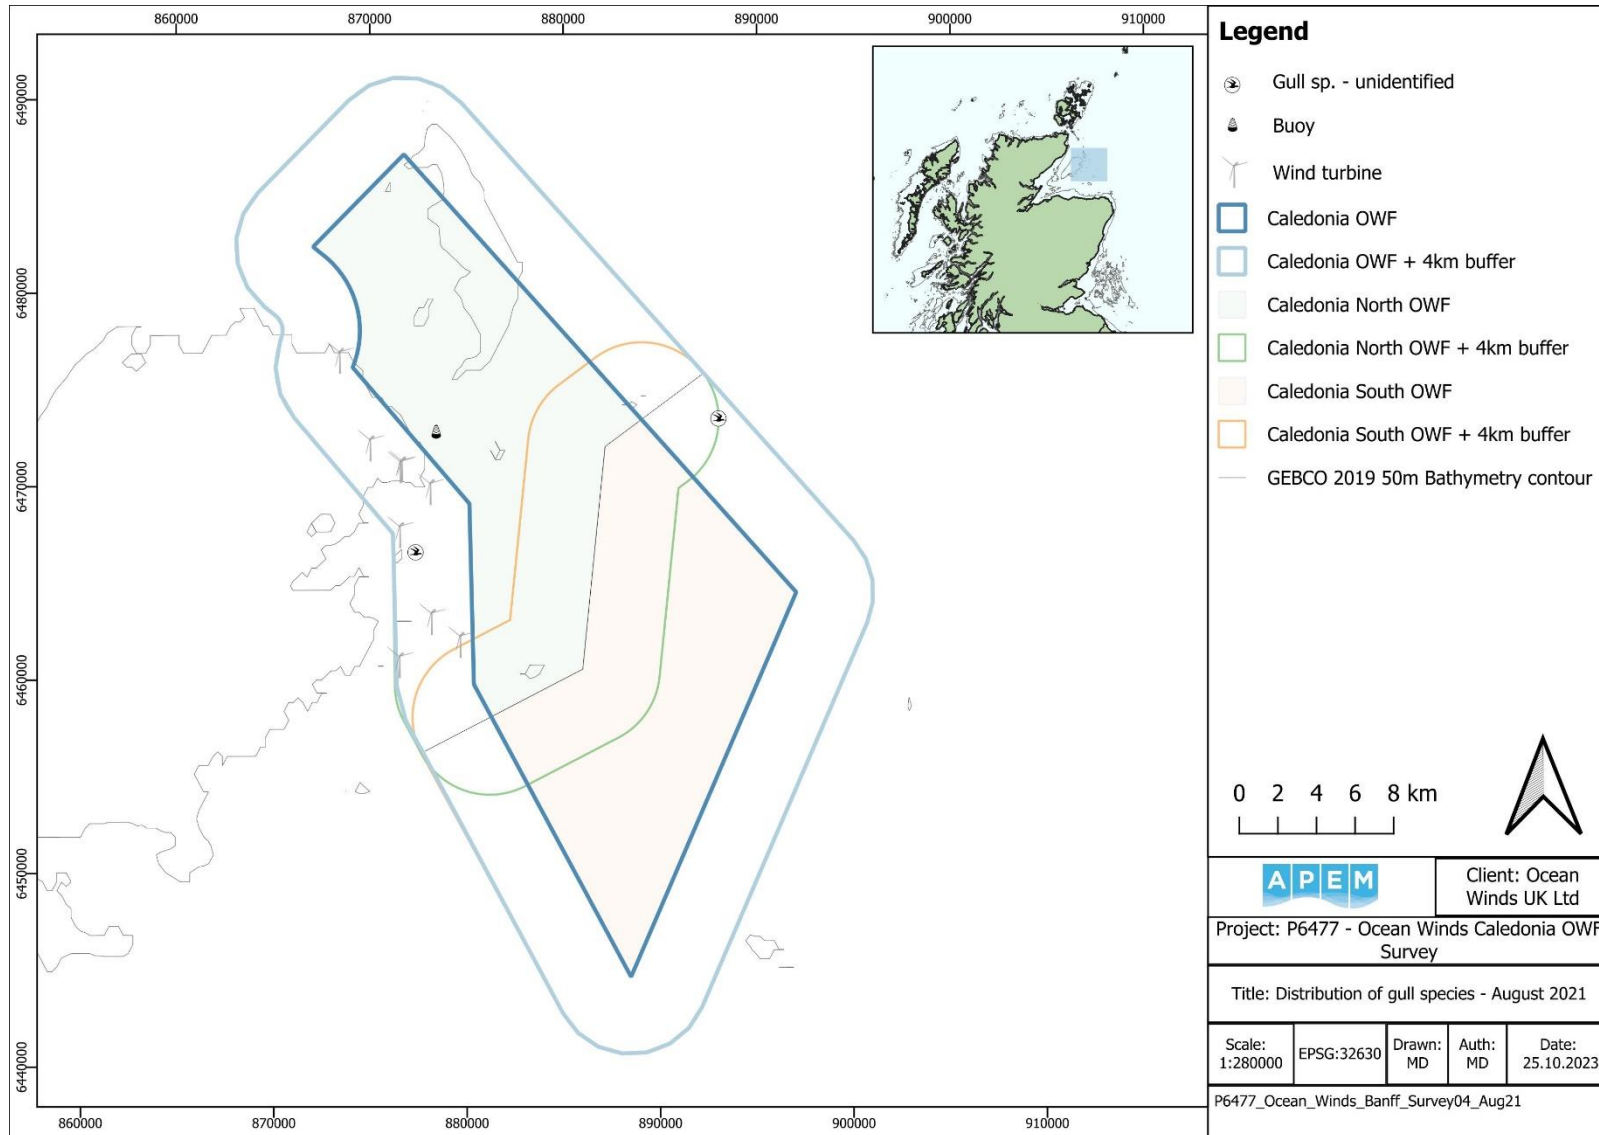 860000
870000
880000
890000
900000
910000
6490000
6480000
6470000
6460000
6450000
6440000
860000
870000
880000
890000
900000
910000
Legend
Gull sp. - unidentified
Buoy
Wind turbine
Caledonia OWF
Caledonia OWF + 4km buffer
Caledonia North OWF
Caledonia North OWF + 4km buffer
Caledonia South OWF
Caledonia South OWF + 4km buffer
GEBCO 2019 50m Bathymetry contour
0 2 4 6 8 km
APEM
Client: Ocean
Winds UK Ltd
Project: P6477 - Ocean Winds Caledonia OWF
Survey
Title: Distribution of gull species - August 2021
Scale:
1:280000
EPSG:32630
Drawn:
MD
Auth:
MD
Date:
25.10.2023
P6477_Ocean_Winds_Banff_Survey04_Aug21